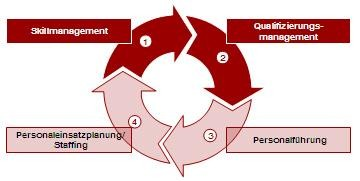 Skillmanagement
Qualifizierungs-
management
1
2
4
3
Personaleinsatzplanung/
Staffing
Personalführung